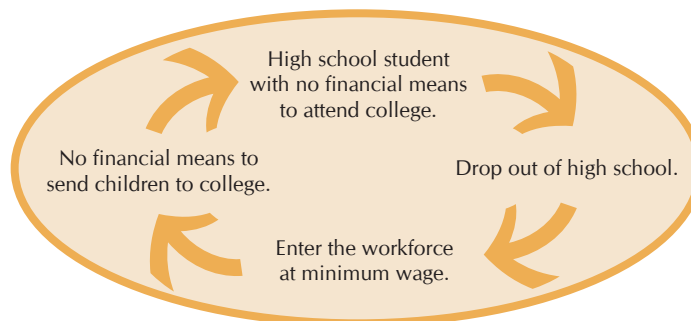 High school student
with no financial means
to attend college.
Drop out of high school.
Enter the workforce
at minimum wage.
No financial means to
send children to college.